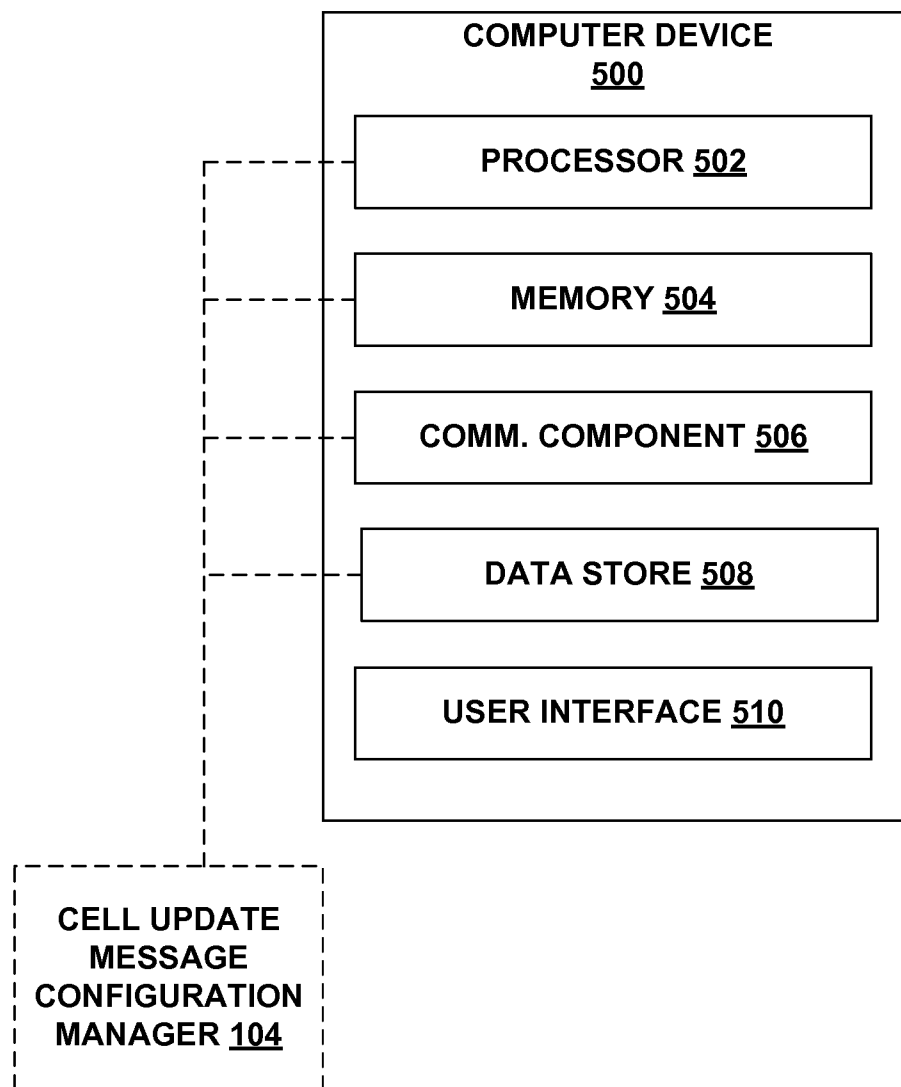 COMPUTER DEVICE
500
PROCESSOR 502
MEMORY 504
COMM. COMPONENT 506
DATA STORE 508
USER INTERFACE 510
CELL UPDATE
MESSAGE
CONFIGURATION
MANAGER 104